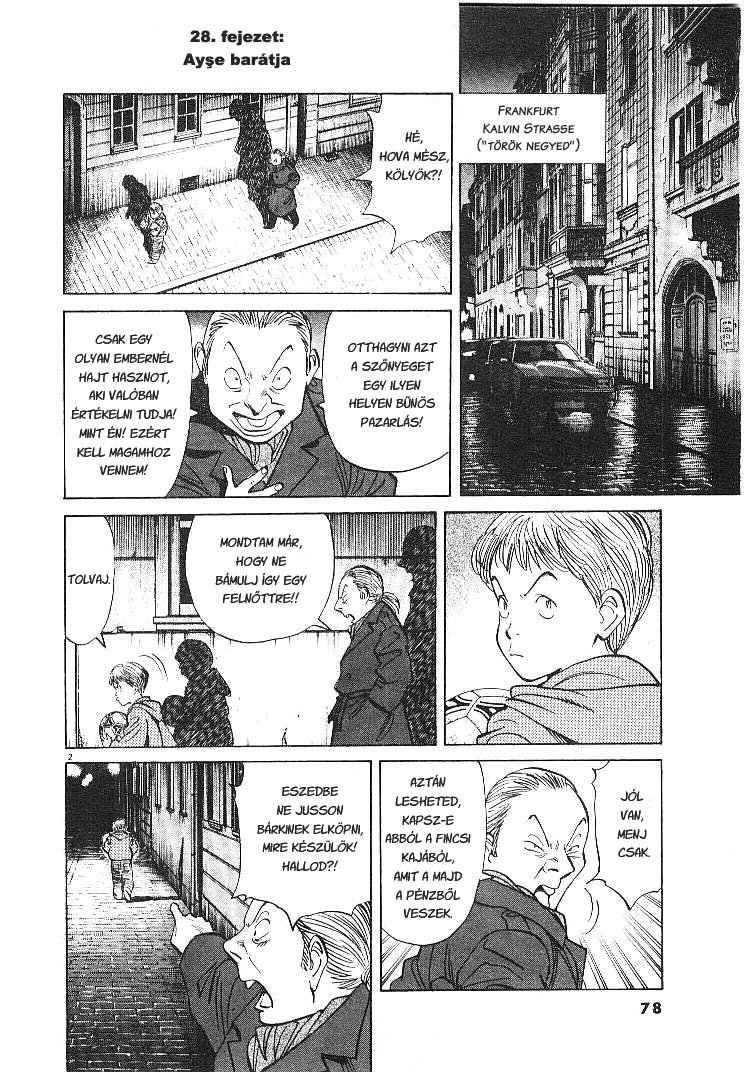 28. fejezet:
Ayşe barátja
FRANKFURT
KALVIN STRASSE
("TÖRÖK NEGYED")
HÉ,
HOVA MÉSZ,
KÖLYÖK?!
OTTHAGYNI AZT
A SZŐNYEGET
EGY ILYEN
HELYEN BŰNÖS
PAZARLÁS!
CSAK EGY
OLYAN EMBERNÉL
HAJT HASZNOT,
AKI VALÓBAN
ÉRTÉKELNI TUDJA!
MINT ÉN! EZÉRT
KELL MAGAMHOZ
VENNEM!
MONDTAM MÁR,
HOGY NE
BÁMULJ ÍGY EGY
FELNŐTTRE!!
TOLVAJ.
JÓL
VAN,
MENJ
CSAK.
AZTÁN
LESHETED,
KAPSZ-E
ABBÓL A FINCSI
KAJÁBÓL,
AMIT A MAJD
A PÉNZBŐL
VESZEK.
2
ESZEDBE
NE JUSSON
BÁRKINEK ELKÖPNI,
MIRE KÉSZÜLÖK!
HALLOD?!
78